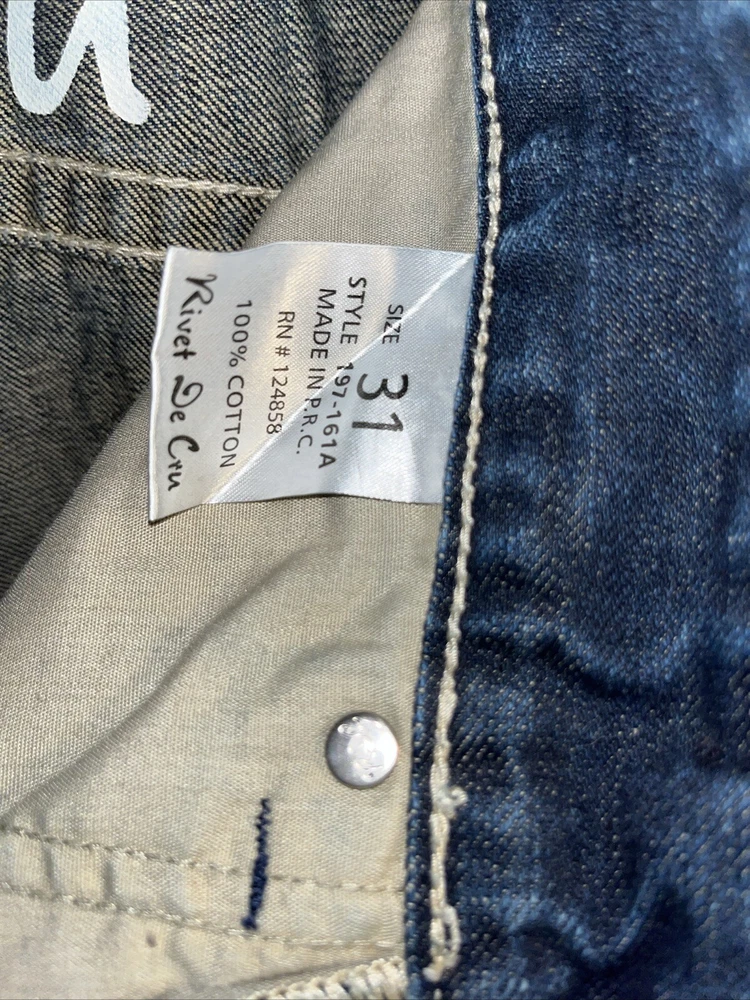 u
SIZE 31
STYLE 197-161A
MADE IN P.R.C.
RN # 124858
100% COTTON
Rivet De Cru